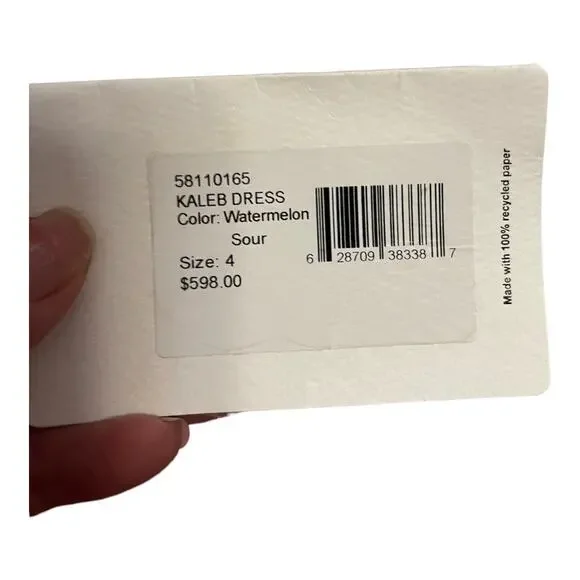 58110165
KALEB DRESS
Color: Watermelon
Sour
Size: 4
$598.00
6 28709 38338 7
Made with 100% recycled paper